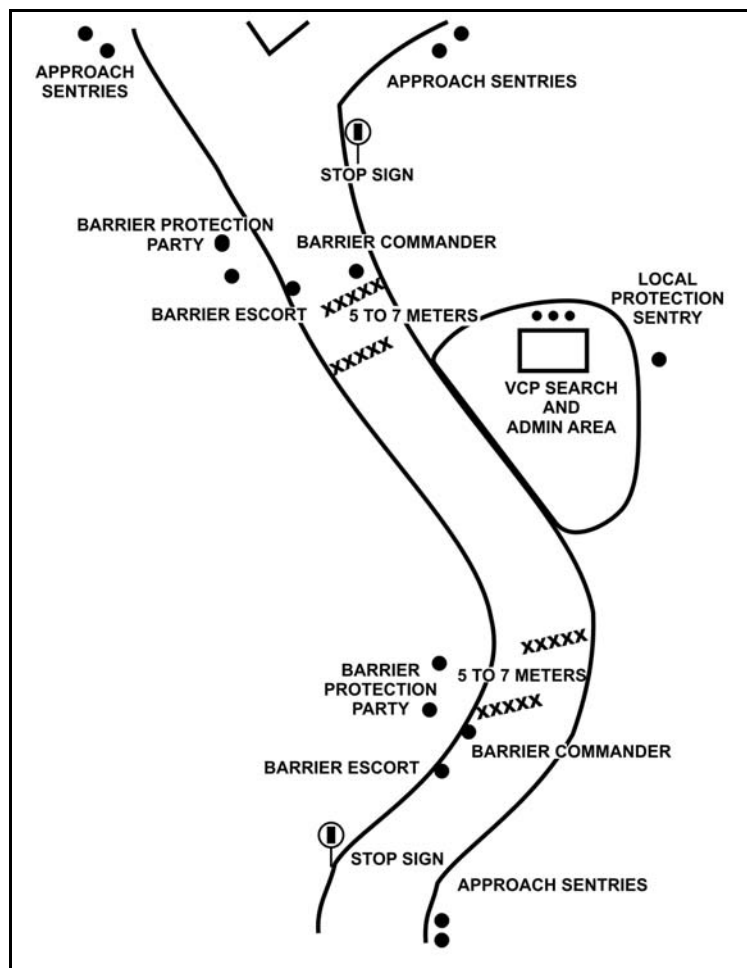 APPROACH
SENTRIES
APPROACH SENTRIES
STOP SIGN
BARRIER PROTECTION
PARTY
BARRIER COMMANDER
BARRIER ESCORT
XXXXX
5 TO 7 METERS
XXXXX
LOCAL
PROTECTION
SENTRY
VCP SEARCH
AND
ADMIN AREA
XXXXX
BARRIER
PROTECTION
PARTY
5 TO 7 METERS
XXXXX
BARRIER COMMANDER
BARRIER ESCORT
STOP SIGN
APPROACH SENTRIES